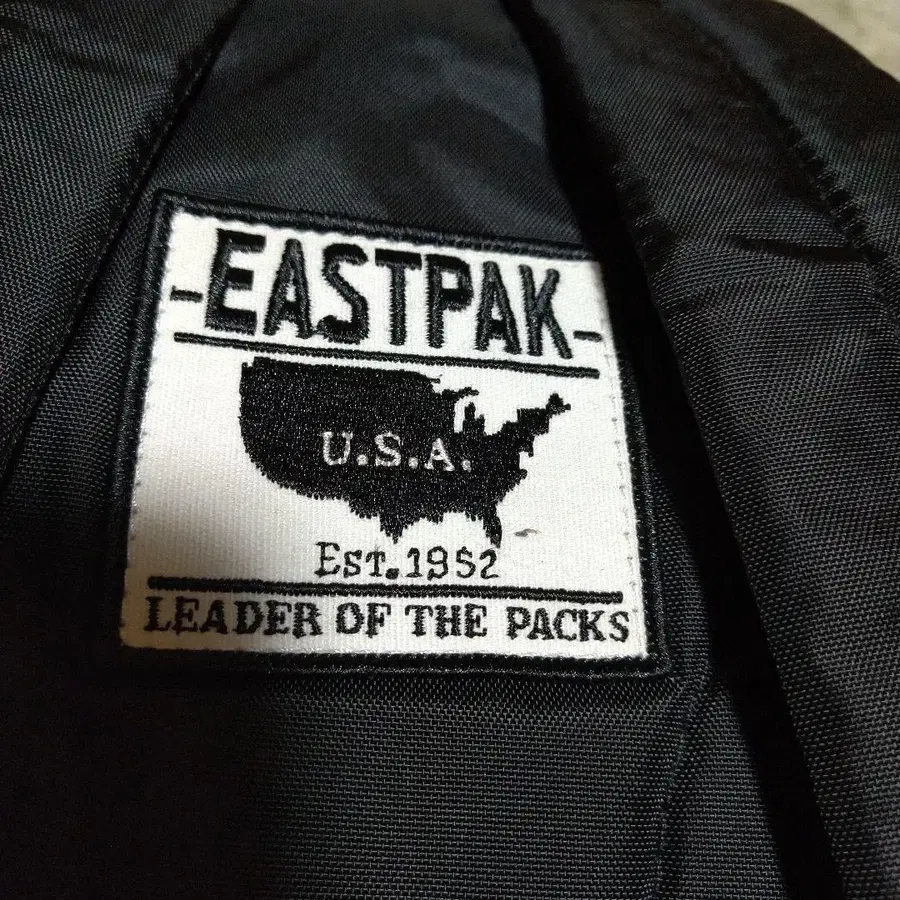 -EASTPAK-
U.S.A.
EST.1952
LEADER OF THE PACKS